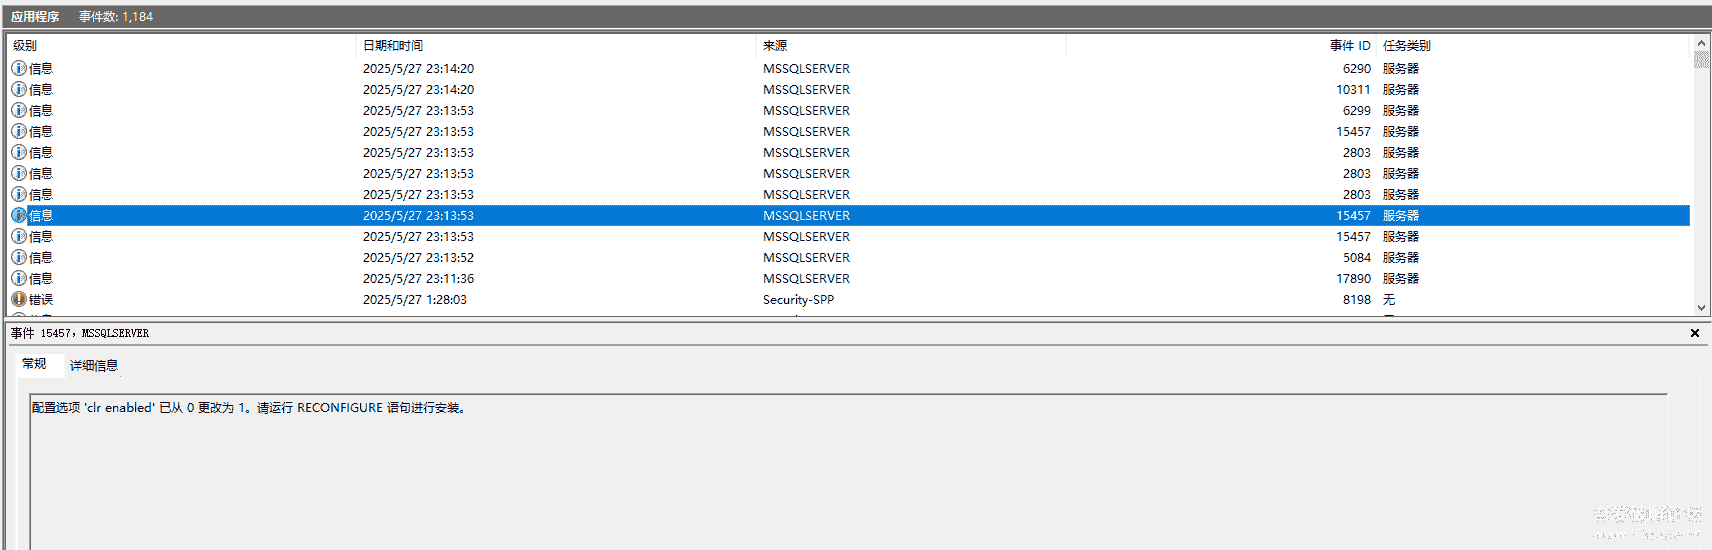 应用程序 事件数: 1,184
级别 日期和时间 来源 事件 ID 任务类别
信息 2025/5/27 23:14:20 MSSQLSERVER 6290 服务器
信息 2025/5/27 23:14:20 MSSQLSERVER 10311 服务器
信息 2025/5/27 23:13:53 MSSQLSERVER 6299 服务器
信息 2025/5/27 23:13:53 MSSQLSERVER 15457 服务器
信息 2025/5/27 23:13:53 MSSQLSERVER 2803 服务器
信息 2025/5/27 23:13:53 MSSQLSERVER 2803 服务器
信息 2025/5/27 23:13:53 MSSQLSERVER 2803 服务器
信息 2025/5/27 23:13:53 MSSQLSERVER 15457 服务器
信息 2025/5/27 23:13:53 MSSQLSERVER 15457 服务器
信息 2025/5/27 23:13:52 MSSQLSERVER 5084 服务器
信息 2025/5/27 23:11:36 MSSQLSERVER 17890 服务器
错误 2025/5/27 1:28:03 Security-SPP 8198 无
事件 15457，MSSQLSERVER
常规 详细信息
配置选项 'clr enabled' 已从 0 更改为 1。请运行 RECONFIGURE 语句进行安装。